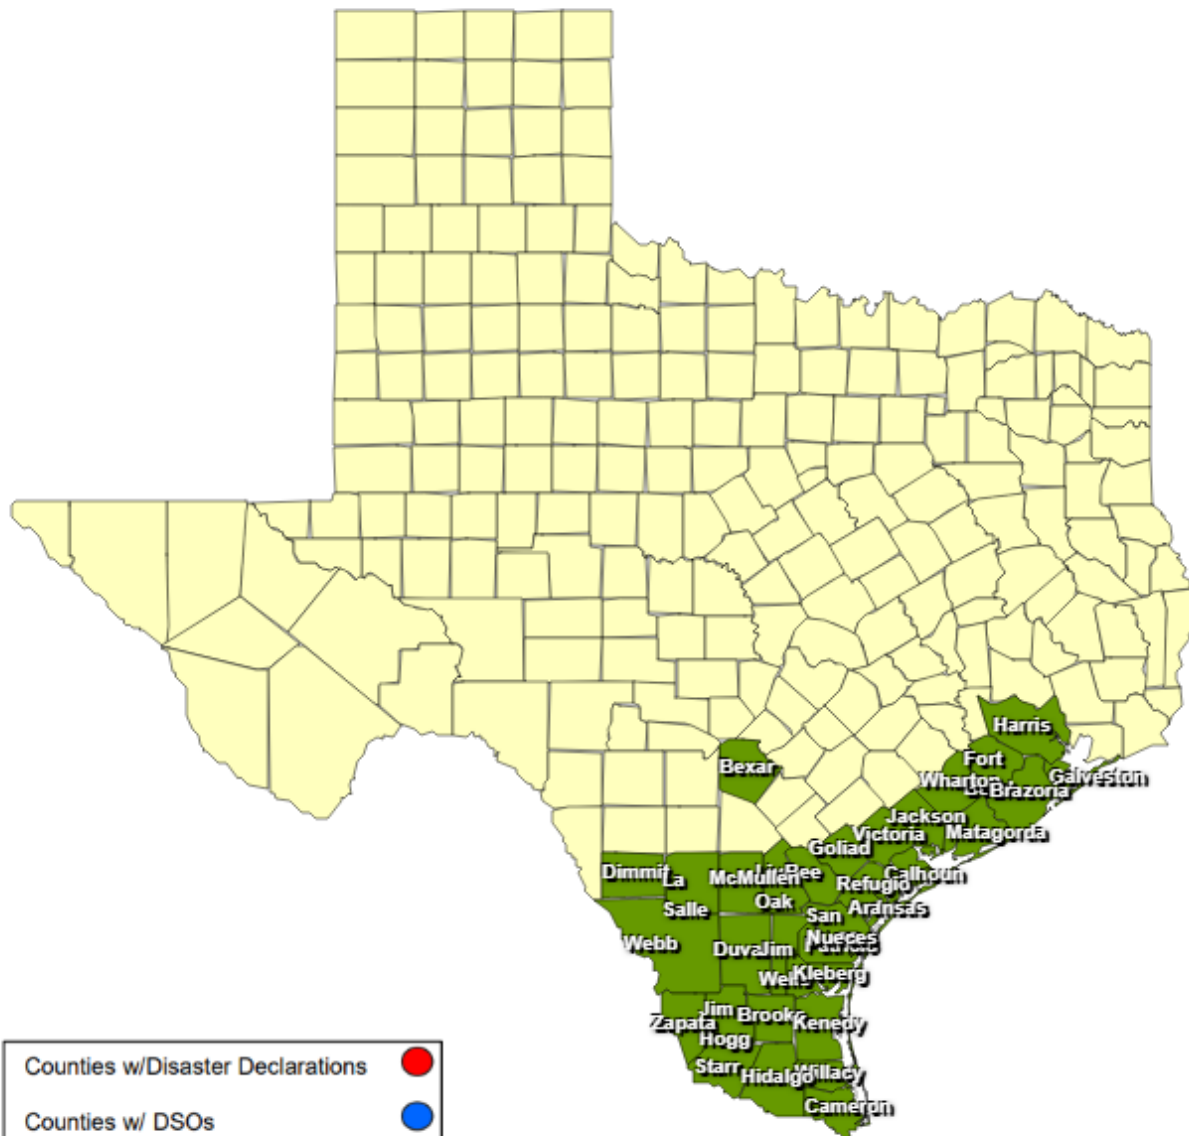 Harris
Fort
Bexar
Wharton
Galveston
Brazoria
Jackson
Victoria
Matagorda
Goliad
Dimmit
La
McMullen
Bee
Calhoun
Refugio
Salle
Oak
San
Aransas
Webb
Nueces
Duval
Jim
Kleberg
Wells
Zapata
Jim
Brooks
Kenedy
Hogg
Starr
Hidalgo
Willacy
Cameron
Counties w/Disaster Declarations
Counties w/ DSOs